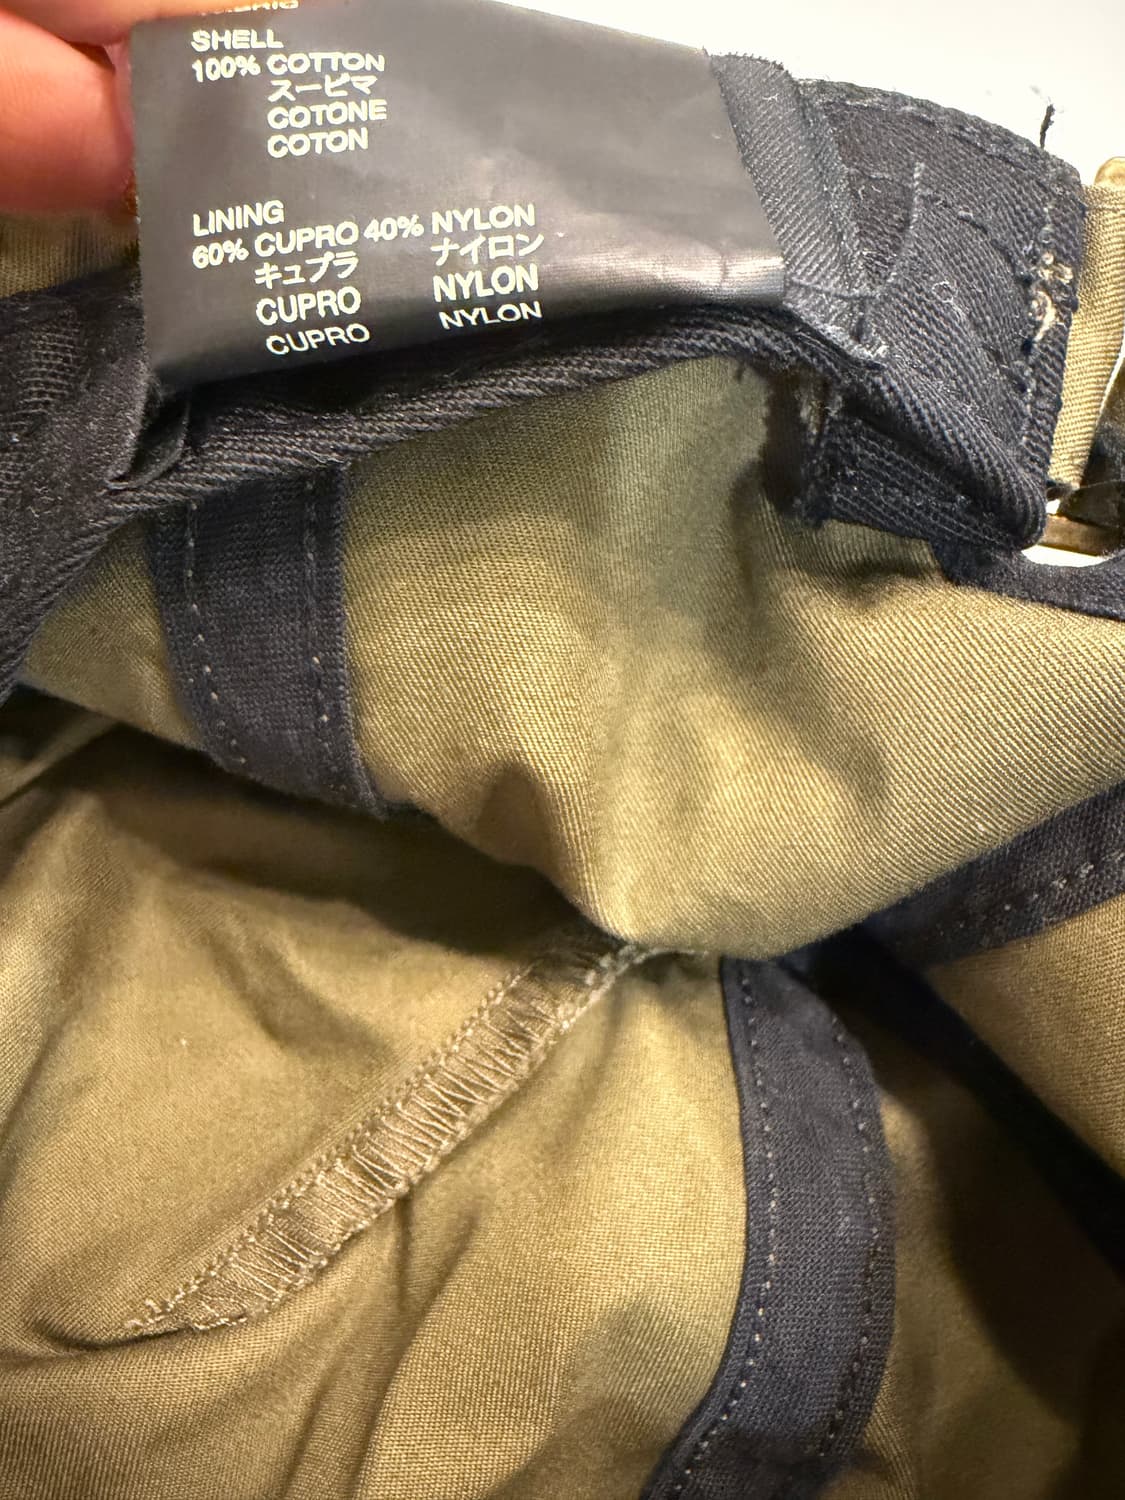 FABRIC
SHELL
100% COTTON
スーピマ
COTONE
COTON
LINING
60% CUPRO 40% NYLON
キュプラ ナイロン
CUPRO NYLON
CUPRO NYLON